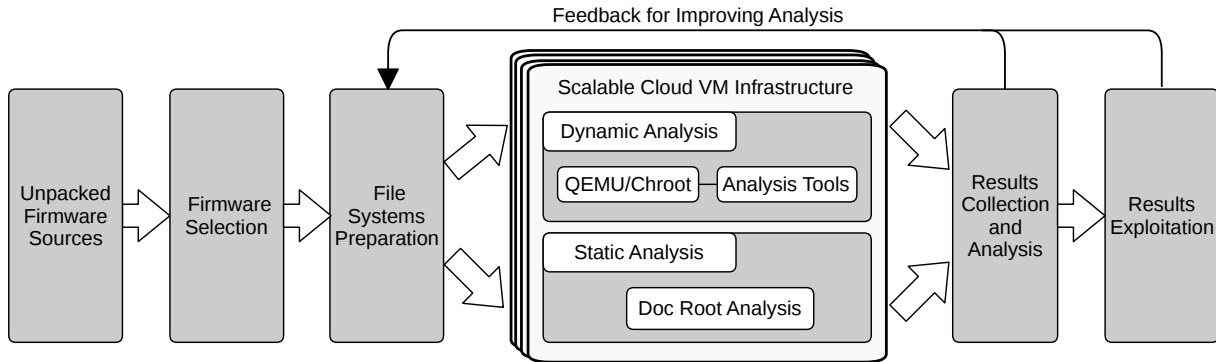 Feedback for Improving Analysis
Unpacked
Firmware
Sources
Firmware
Selection
File
Systems
Preparation
Scalable Cloud VM Infrastructure
Dynamic Analysis
QEMU/Chroot
Analysis Tools
Static Analysis
Doc Root Analysis
Results
Collection
and
Analysis
Results
Exploitation